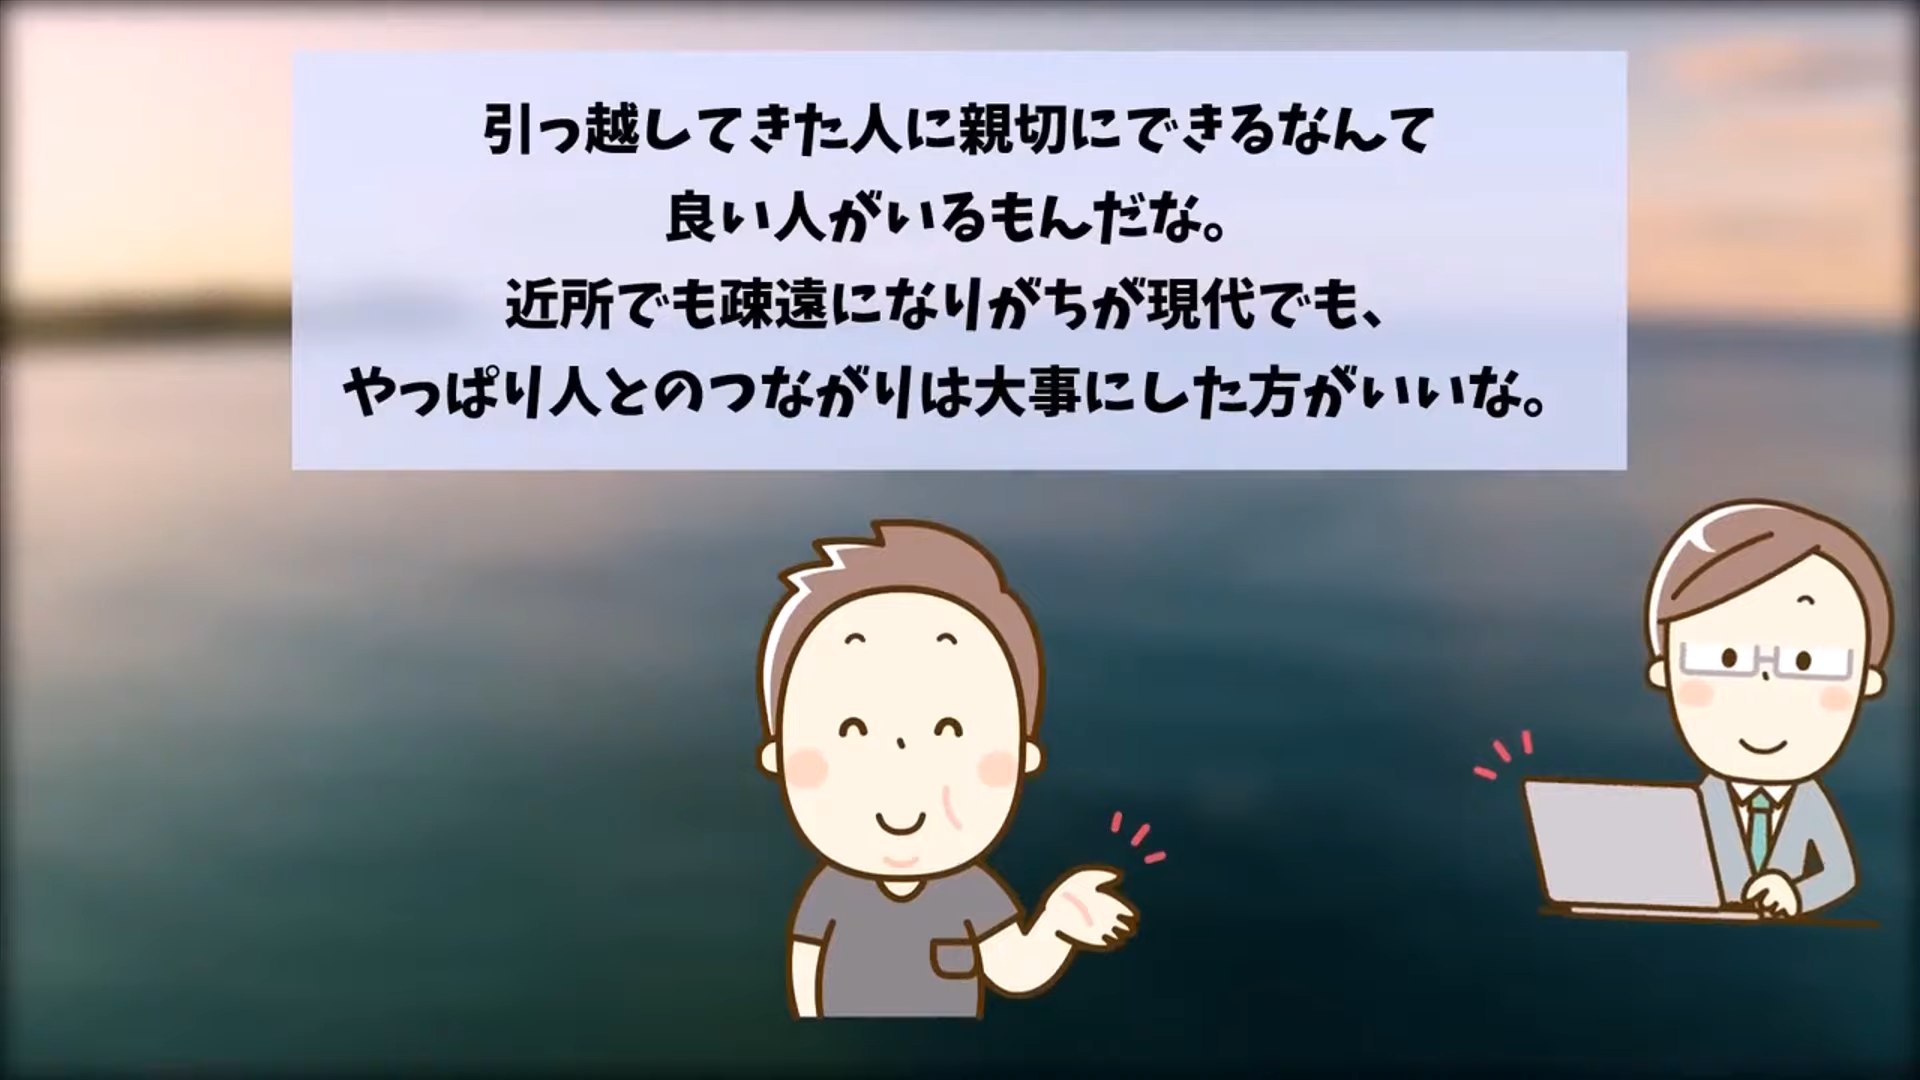 引っ越してきた人に親切にできるなんて
良い人がいるもんだな。
近所でも疎遠になりがちが現代でも、
やっぱり人とのつながりは大事にした方がいいな。